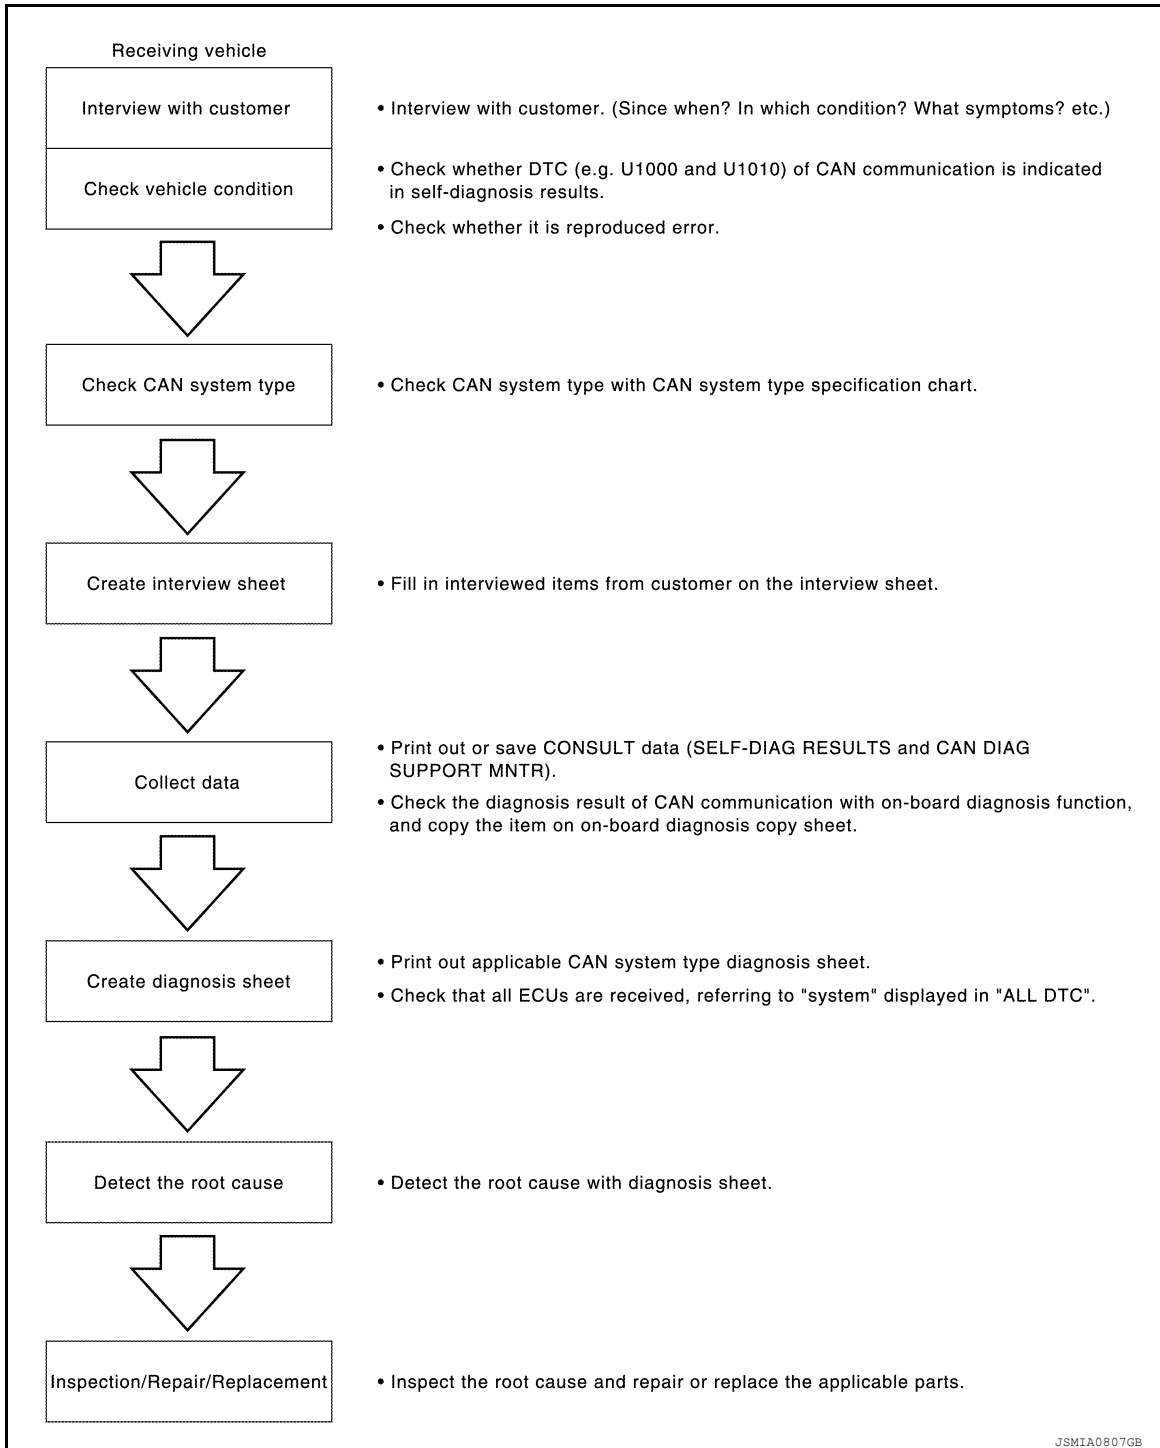 Receiving vehicle
Interview with customer
• Interview with customer. (Since when? In which condition? What symptoms? etc.)
Check vehicle condition
• Check whether DTC (e.g. U1000 and U1010) of CAN communication is indicated
in self-diagnosis results.
• Check whether it is reproduced error.
Check CAN system type
• Check CAN system type with CAN system type specification chart.
Create interview sheet
• Fill in interviewed items from customer on the interview sheet.
Collect data
• Print out or save CONSULT data (SELF-DIAG RESULTS and CAN DIAG
SUPPORT MNTR).
• Check the diagnosis result of CAN communication with on-board diagnosis function,
and copy the item on on-board diagnosis copy sheet.
Create diagnosis sheet
• Print out applicable CAN system type diagnosis sheet.
• Check that all ECUs are received, referring to "system" displayed in "ALL DTC".
Detect the root cause
• Detect the root cause with diagnosis sheet.
Inspection/Repair/Replacement
• Inspect the root cause and repair or replace the applicable parts.
JSMIA0807GB